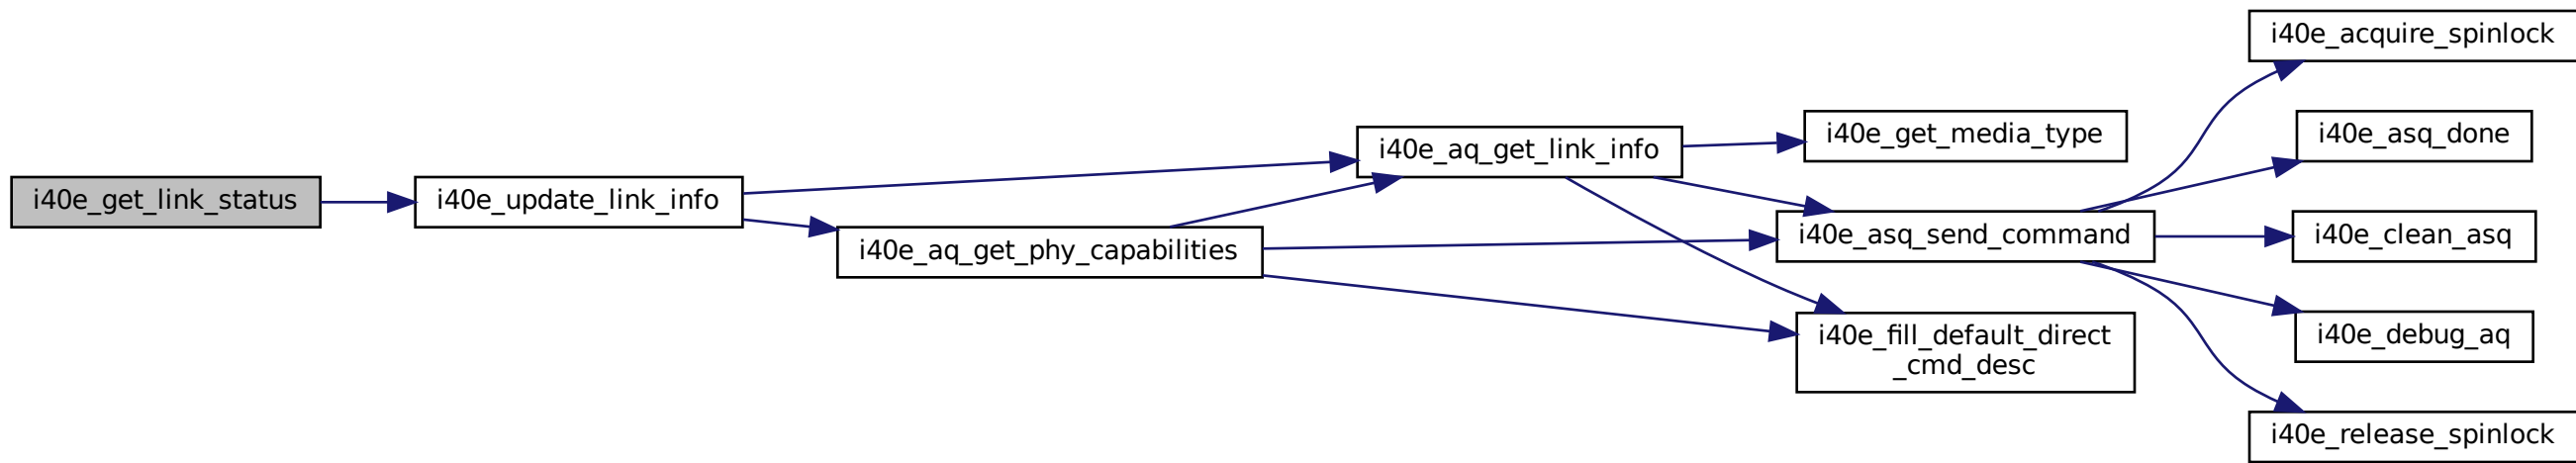 i40e_get_link_status
i40e_update_link_info
i40e_aq_get_phy_capabilities
i40e_aq_get_link_info
i40e_get_media_type
i40e_asq_send_command
i40e_fill_default_direct
_cmd_desc
i40e_acquire_spinlock
i40e_asq_done
i40e_clean_asq
i40e_debug_aq
i40e_release_spinlock